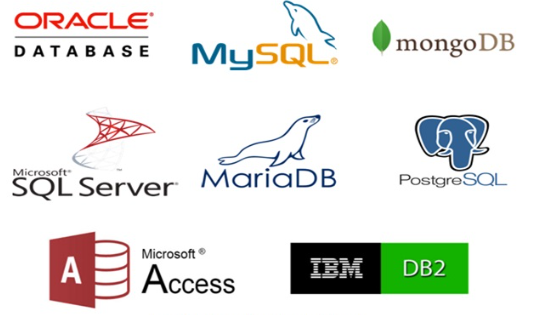 ORACLE®
DATABASE
MySQL®
mongoDB
Microsoft®
SQL Server®
MariaDB
PostgreSQL
A
Microsoft®
Access
IBM
DB2